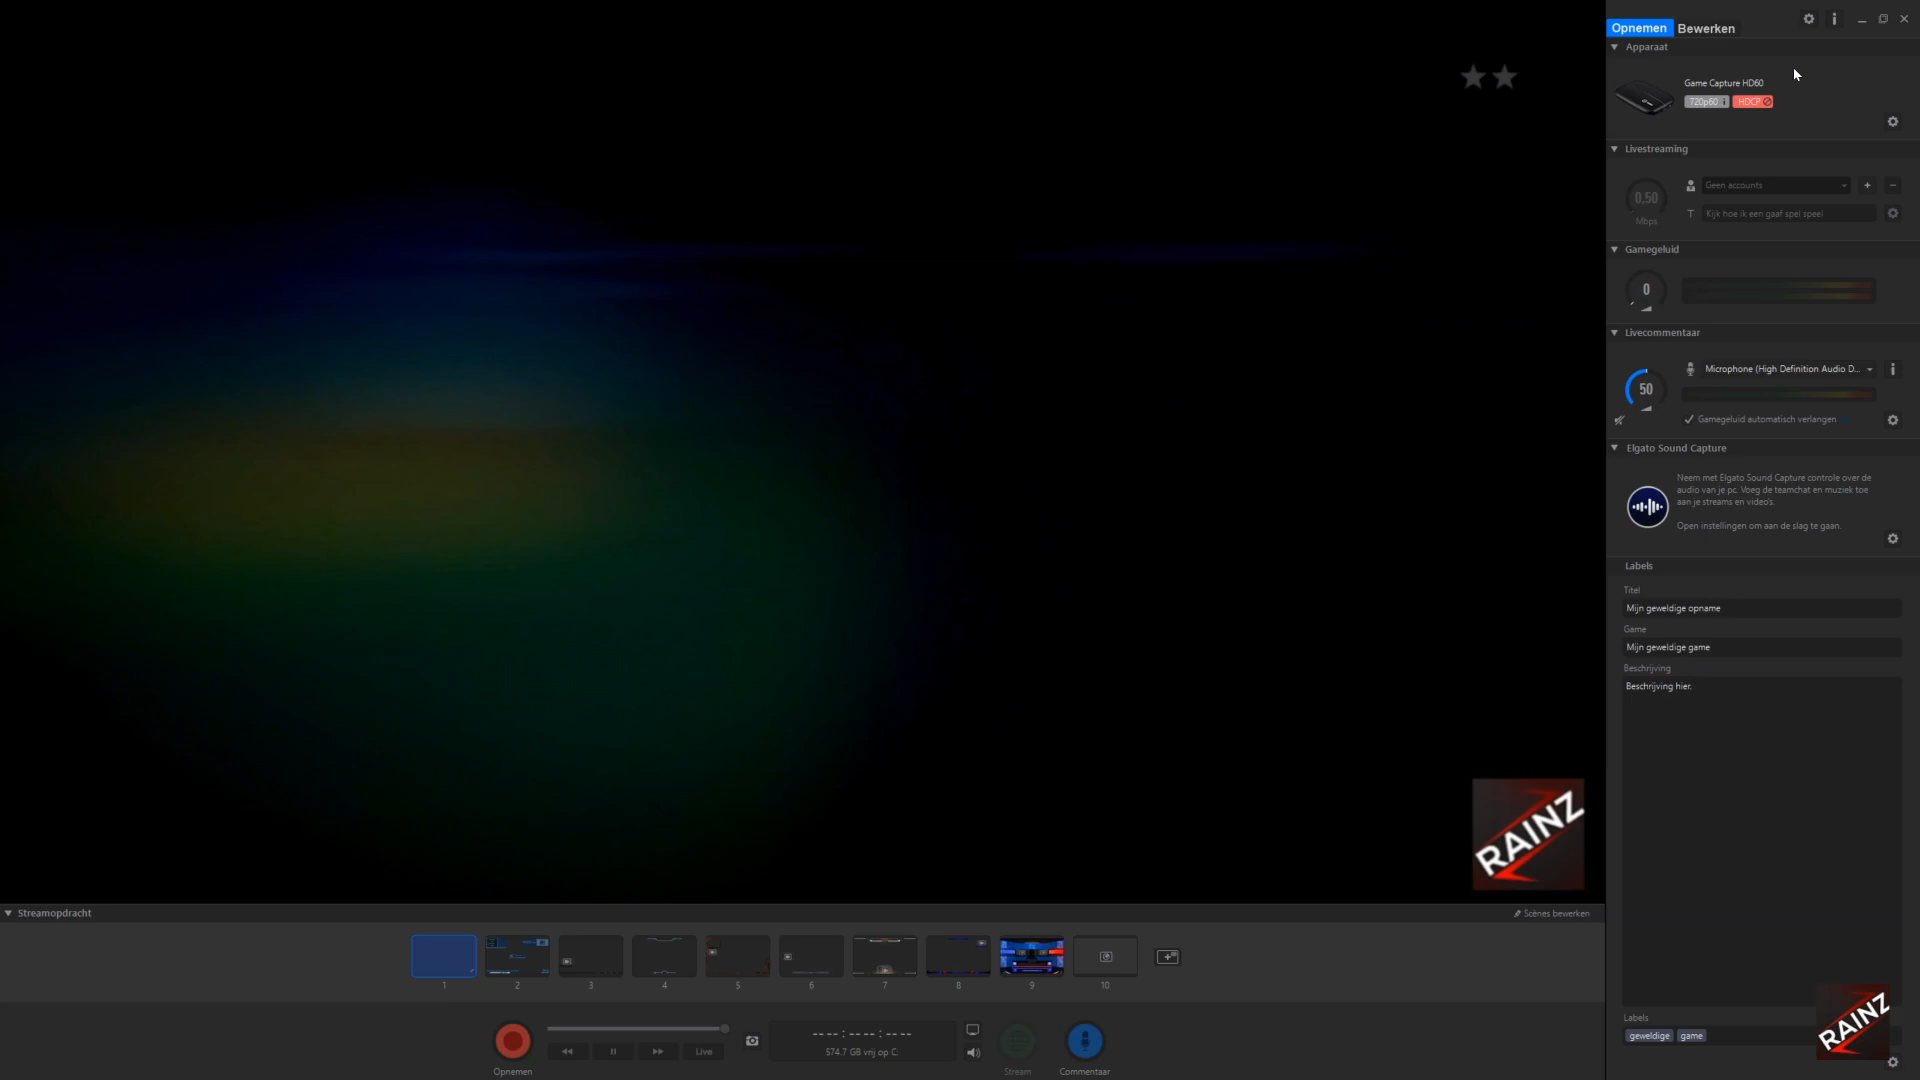 Opnemen Bewerken
Apparaat
Game Capture HD60
720p60 HDCP
Livestreaming
0,50
Mbps
Geen accounts
Kijk hoe ik een gaaf spel speel
Gamegeluid
0
Livecommentaar
Microphone (High Definition Audio D...
50
Gamegeluid automatisch verlangen
Elgato Sound Capture
Neem met Elgato Sound Capture controle over de
audio van je pc. Voeg de teamchat en muziek toe
aan je streams en video's.
Open instellingen om aan de slag te gaan.
Labels
Titel
Mijn geweldige opname
Game
Mijn geweldige game
Beschrijving
Beschrijving hier.
RAINZ
Streamopdracht
Scènes bewerken
1 2 3 4 5 6 7 8 9 10
Labels
geweldige game
RAINZ
Live
-- -- : -- -- : -- --
574.7 GB vrij op C:
Opnemen
Stream
Commentaar